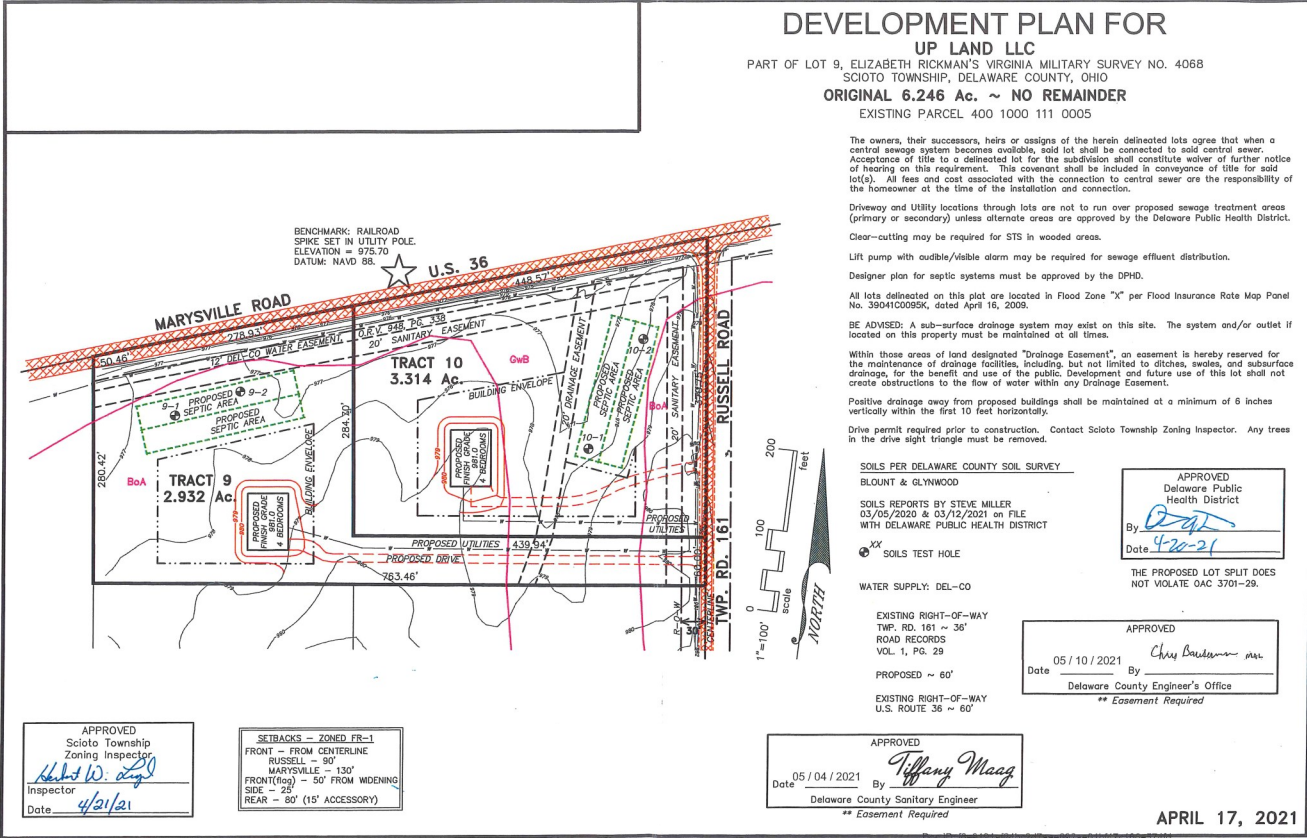 DEVELOPMENT PLAN FOR
UP LAND LLC
PART OF LOT 9, ELIZABETH RICKMAN'S VIRGINIA MILITARY SURVEY NO. 4068
SCIOTO TOWNSHIP, DELAWARE COUNTY, OHIO
ORIGINAL 6.246 Ac. ~ NO REMAINDER
EXISTING PARCEL 400 1000 111 0005
The owners, their successors, heirs or assigns of the herein delineated lots agree that when a
central sewage system becomes available, said lot shall be connected to said central sewer.
Acceptance of title to a delineated lot for the subdivision shall constitute waiver of further notice
of hearing on this requirement. This covenant shall be included in conveyance of title for said
lot(s). All fees and cost associated with the connection to central sewer are the responsibility of
the homeowner at the time of the installation and connection.
Driveway and Utility locations through lots are not to run over proposed sewage treatment areas
(primary or secondary) unless alternate areas are approved by the Delaware Public Health District.
Clear-cutting may be required for STS in wooded areas.
Lift pump with audible/visible alarm may be required for sewage effluent distribution.
Designer plan for septic systems must be approved by the DPHD.
All lots delineated on this plat are located in Flood Zone "X" per Flood Insurance Rate Map Panel
No. 39041C0095K, dated April 16, 2009.
BE ADVISED: A sub-surface drainage system may exist on this site. The system and/or outlet if
located on this property must be maintained at all times.
Within those areas of land designated "Drainage Easement", an easement is hereby reserved for
the maintenance of drainage facilities, including, but not limited to ditches, swales, and subsurface
drainage, for the benefit and use of the public. Development and future use of this lot shall not
create obstructions to the flow of water within any Drainage Easement.
Positive drainage away from proposed buildings shall be maintained at a minimum of 6 inches
vertically within the first 10 feet horizontally.
Drive permit required prior to construction. Contact Scioto Township Zoning Inspector. Any trees
in the drive sight triangle must be removed.
BENCHMARK: RAILROAD
SPIKE SET IN UTLITY POLE.
ELEVATION = 975.70
DATUM: NAVD 88.
U.S. 36
MARYSVILLE ROAD
448.57'
278.93'
50.46'
12' DEL-CO WATER EASEMENT
O.R.V. 948, PG. 338
20' SANITARY EASEMENT
TRACT 10
3.314 Ac.
GwB
BUILDING ENVELOPE
20' DRAINAGE EASEMENT
PROPOSED
SEPTIC AREA
PROPOSED
SEPTIC AREA
10-2
10-1
BoA
20' SANITARY EASEMENT
RUSSELL ROAD
TWP. RD. 161
9-1
PROPOSED
SEPTIC AREA
9-2
PROPOSED
SEPTIC AREA
284.70'
280.42'
BoA
TRACT 9
2.932 Ac.
BUILDING ENVELOPE
PROPOSED
FINISH GRADE
981.0
4 BEDROOMS
PROPOSED
FINISH GRADE
981.0
4 BEDROOMS
PROPOSED
UTILITIES
PROPOSED UTILITIES
439.94'
PROPOSED DRIVE
763.46'
60.00'
R-O-W
30'
CENTERLINE
0 100 200
feet
scale
1"=100'
NORTH
SOILS PER DELAWARE COUNTY SOIL SURVEY
BLOUNT & GLYNWOOD
SOILS REPORTS BY STEVE MILLER
03/05/2020 & 03/12/2021 on FILE
WITH DELAWARE PUBLIC HEALTH DISTRICT
XX
SOILS TEST HOLE
WATER SUPPLY: DEL-CO
EXISTING RIGHT-OF-WAY
TWP. RD. 161 ~ 36'
ROAD RECORDS
VOL. 1, PG. 29
PROPOSED ~ 60'
EXISTING RIGHT-OF-WAY
U.S. ROUTE 36 ~ 60'
APPROVED
Delaware Public
Health District
By
Date 4-20-21
THE PROPOSED LOT SPLIT DOES
NOT VIOLATE OAC 3701-29.
APPROVED
Date 05 / 10 / 2021 By
Delaware County Engineer's Office
** Easement Required
APPROVED
Date 05 / 04 / 2021 By Tiffany Maag
Delaware County Sanitary Engineer
** Easement Required
APPROVED
Scioto Township
Zoning Inspector
Inspector
Date 4/21/21
SETBACKS - ZONED FR-1
FRONT - FROM CENTERLINE
RUSSELL - 90'
MARYSVILLE - 130'
FRONT(flag) - 50' FROM WIDENING
SIDE - 25'
REAR - 80' (15' ACCESSORY)
APRIL 17, 2021